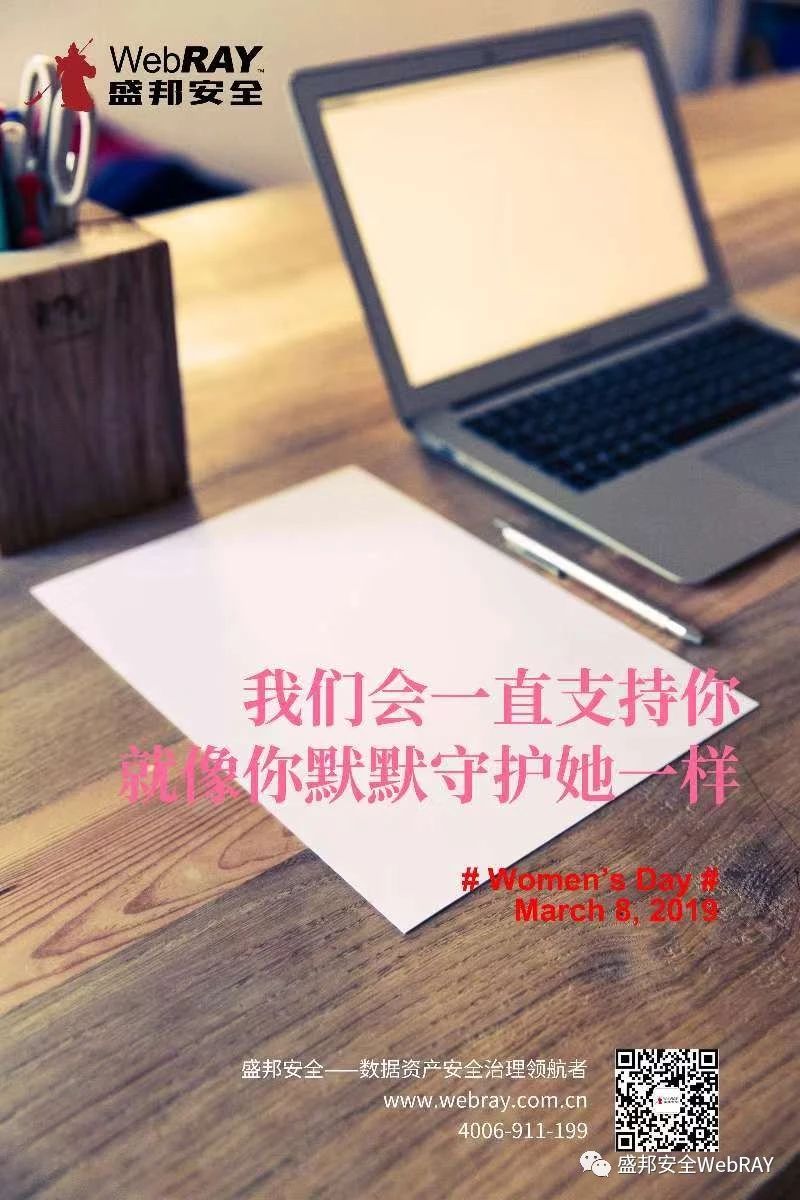 WebRAY™
盛邦安全
我们会一直支持你
就像你默默守护她一样
# Women's Day #
March 8, 2019
盛邦安全——数据资产安全治理领航者
www.webray.com.cn
4006-911-199
盛邦安全WebRAY